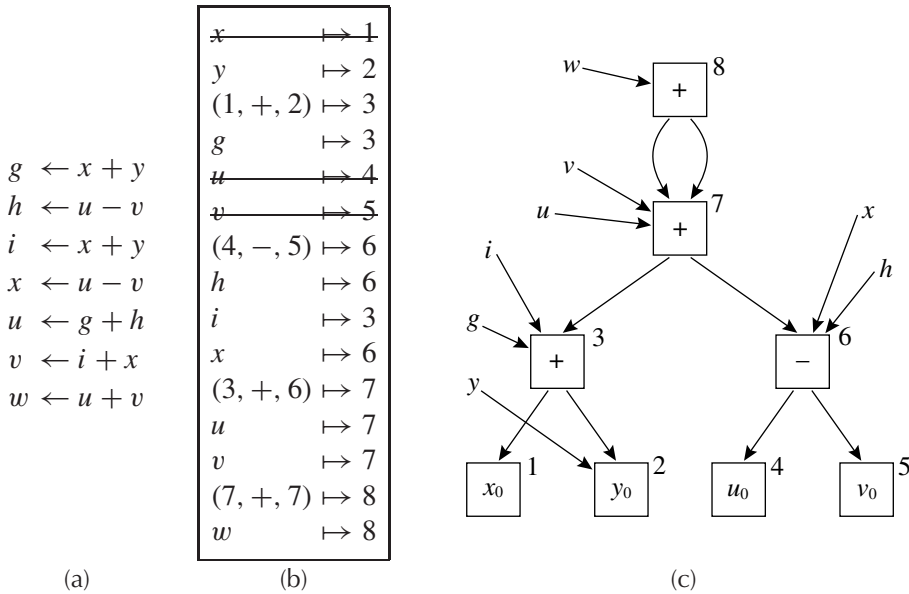 g ← x + y
h ← u − v
i ← x + y
x ← u − v
u ← g + h
v ← i + x
w ← u + v
(a)
x ↦ 1
y ↦ 2
(1, +, 2) ↦ 3
g ↦ 3
u ↦ 4
v ↦ 5
(4, −, 5) ↦ 6
h ↦ 6
i ↦ 3
x ↦ 6
(3, +, 6) ↦ 7
u ↦ 7
v ↦ 7
(7, +, 7) ↦ 8
w ↦ 8
(b)
w
+ 8
v
u
+ 7
x
i
h
g
+ 3
− 6
y
x₀ 1
y₀ 2
u₀ 4
v₀ 5
(c)